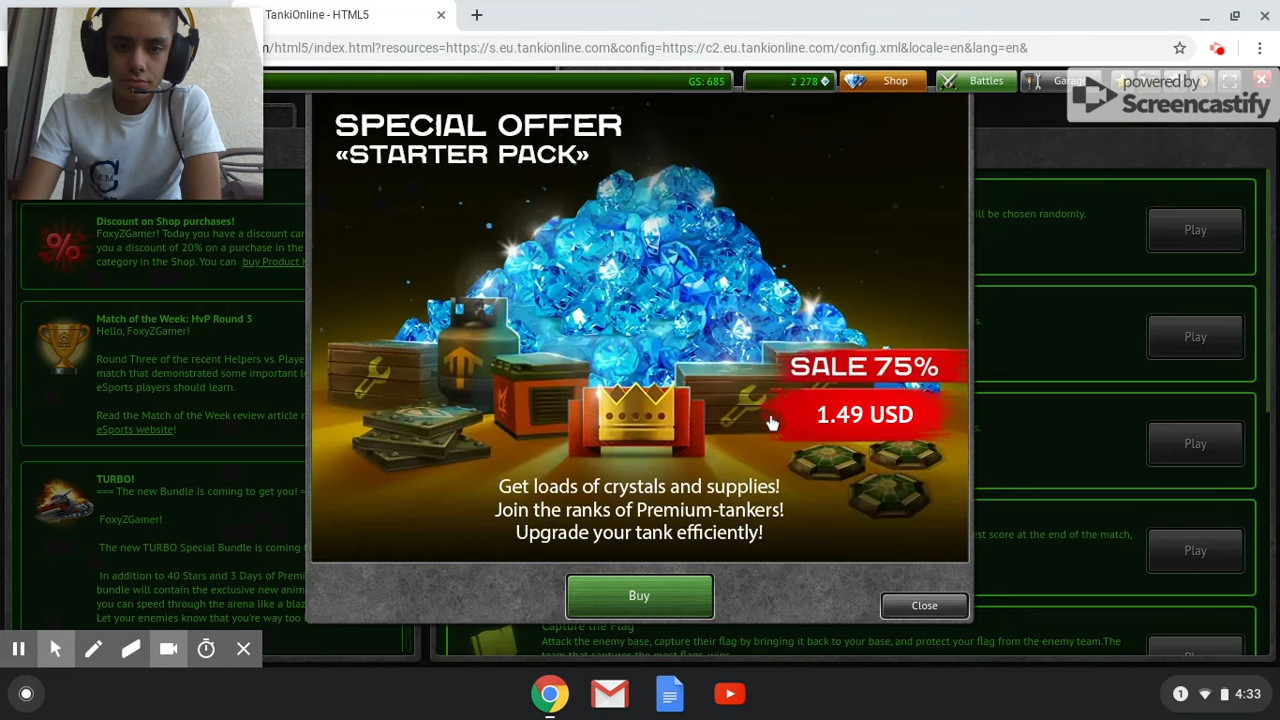 TankiOnline - HTML5
m/html5/index.html?resources=https://s.eu.tankionline.com&config=https://c2.eu.tankionline.com/config.xml&locale=en&lang=en&
GS: 685
2 278
Shop
Battles
powered by
Screencastify
SPECIAL OFFER
«STARTER PACK»
SALE 75%
1.49 USD
Get loads of crystals and supplies!
Join the ranks of Premium-tankers!
Upgrade your tank efficiently!
Buy
Close
Discount on Shop purchases!
FoxyZGamer! Today you have a discount
you a discount of 20% on a purchase in the
category in the Shop. You can buy Product
Match of the Week: HvP Round 3
Hello, FoxyZGamer!
Round Three of the recent Helpers vs.
match that demonstrated some important
eSports players should learn.
Read the Match of the Week review article
eSports website!
TURBO!
=== The new Bundle is coming to get you!
FoxyZGamer!
The new TURBO Special Bundle is coming
In addition to 40 Stars and 3 Days of
bundle will contain the exclusive new
you can speed through the arena like a
Let your enemies know that you're way too
will be chosen randomly.
Play
Play
Play
score at the end of the match,
Play
Capture the Flag
Attack the enemy base, capture their flag by bringing it back to your base, and protect your flag from the enemy team.The
1
4:33